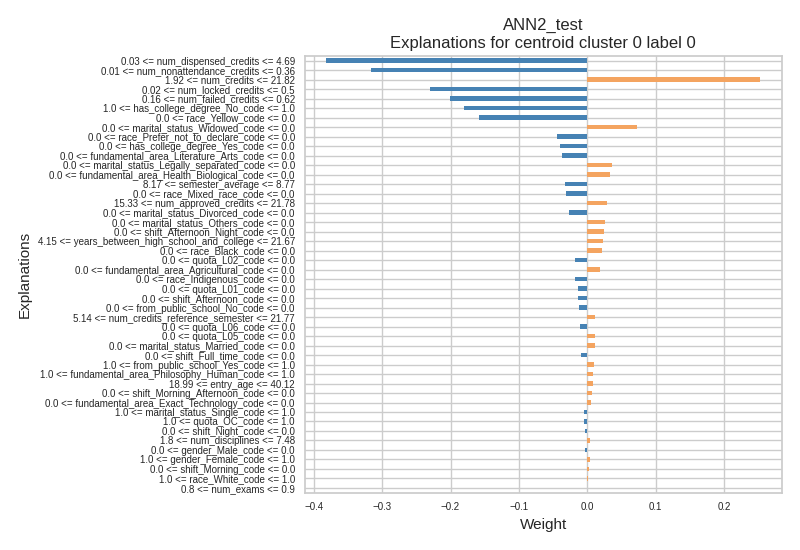 ANN2_test
Explanations for centroid cluster 0 label 0
0.03 <= num_dispensed_credits <= 4.69
0.01 <= num_nonattendance_credits <= 0.36
1.92 <= num_credits <= 21.82
0.02 <= num_locked_credits <= 0.5
0.16 <= num_failed_credits <= 0.62
1.0 <= has_college_degree_No_code <= 1.0
0.0 <= race_Yellow_code <= 0.0
0.0 <= marital_status_Widowed_code <= 0.0
0.0 <= race_Prefer_not_to_declare_code <= 0.0
0.0 <= has_college_degree_Yes_code <= 0.0
0.0 <= fundamental_area_Literature_Arts_code <= 0.0
0.0 <= marital_status_Legally_separated_code <= 0.0
0.0 <= fundamental_area_Health_Biological_code <= 0.0
8.17 <= semester_average <= 8.77
0.0 <= race_Mixed_race_code <= 0.0
15.33 <= num_approved_credits <= 21.78
0.0 <= marital_status_Divorced_code <= 0.0
0.0 <= marital_status_Others_code <= 0.0
0.0 <= shift_Afternoon_Night_code <= 0.0
4.15 <= years_between_high_school_and_college <= 21.67
0.0 <= race_Black_code <= 0.0
0.0 <= quota_L02_code <= 0.0
0.0 <= fundamental_area_Agricultural_code <= 0.0
0.0 <= race_Indigenous_code <= 0.0
0.0 <= quota_L01_code <= 0.0
0.0 <= shift_Afternoon_code <= 0.0
0.0 <= from_public_school_No_code <= 0.0
5.14 <= num_credits_reference_semester <= 21.77
0.0 <= quota_L06_code <= 0.0
0.0 <= quota_L05_code <= 0.0
0.0 <= marital_status_Married_code <= 0.0
0.0 <= shift_Full_time_code <= 0.0
1.0 <= from_public_school_Yes_code <= 1.0
1.0 <= fundamental_area_Philosophy_Human_code <= 1.0
18.99 <= entry_age <= 40.12
0.0 <= shift_Morning_Afternoon_code <= 0.0
0.0 <= fundamental_area_Exact_Technology_code <= 0.0
1.0 <= marital_status_Single_code <= 1.0
1.0 <= quota_OC_code <= 1.0
0.0 <= shift_Night_code <= 0.0
1.8 <= num_disciplines <= 7.48
0.0 <= gender_Male_code <= 0.0
1.0 <= gender_Female_code <= 1.0
0.0 <= shift_Morning_code <= 0.0
1.0 <= race_White_code <= 1.0
0.8 <= num_exams <= 0.9
Explanations
−0.4 −0.3 −0.2 −0.1 0.0 0.1 0.2
Weight